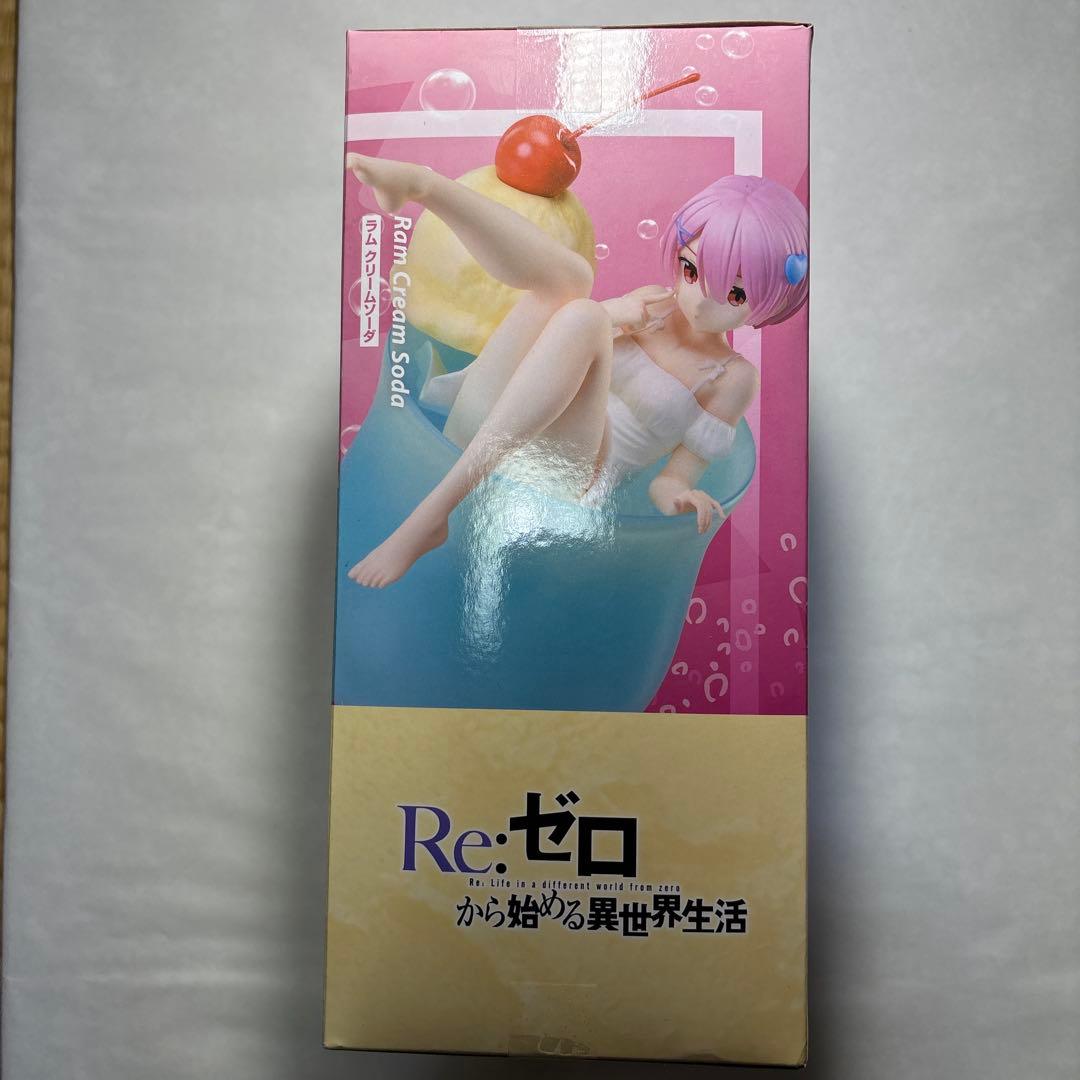 Ram Cream Soda
ラム クリームソーダ
Re:ゼロ
Re: Life in a different world from zero
から始める異世界生活